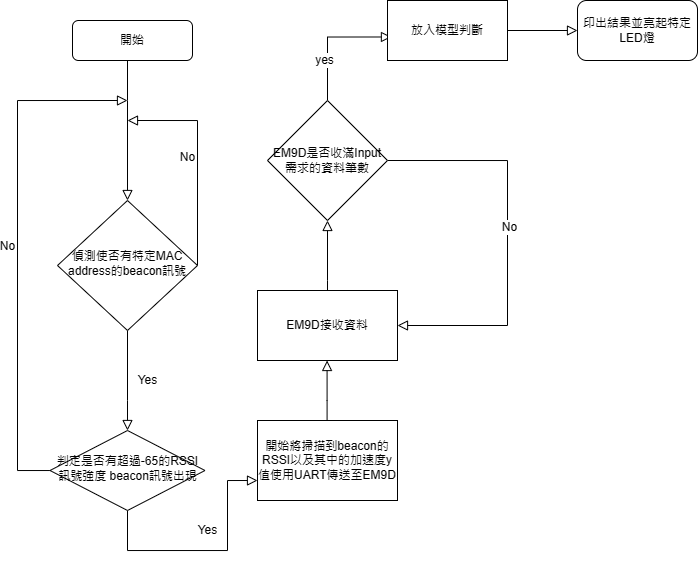 開始
No
偵測使否有特定MAC
address的beacon訊號
No
Yes
判定是否有超過-65的RSSI
訊號強度 beacon訊號出現
Yes
開始將掃描到beacon的
RSSI以及其中的加速度y
值使用UART傳送至EM9D
EM9D接收資料
EM9D是否收滿Input
需求的資料筆數
No
yes
放入模型判斷
印出結果並亮起特定
LED燈